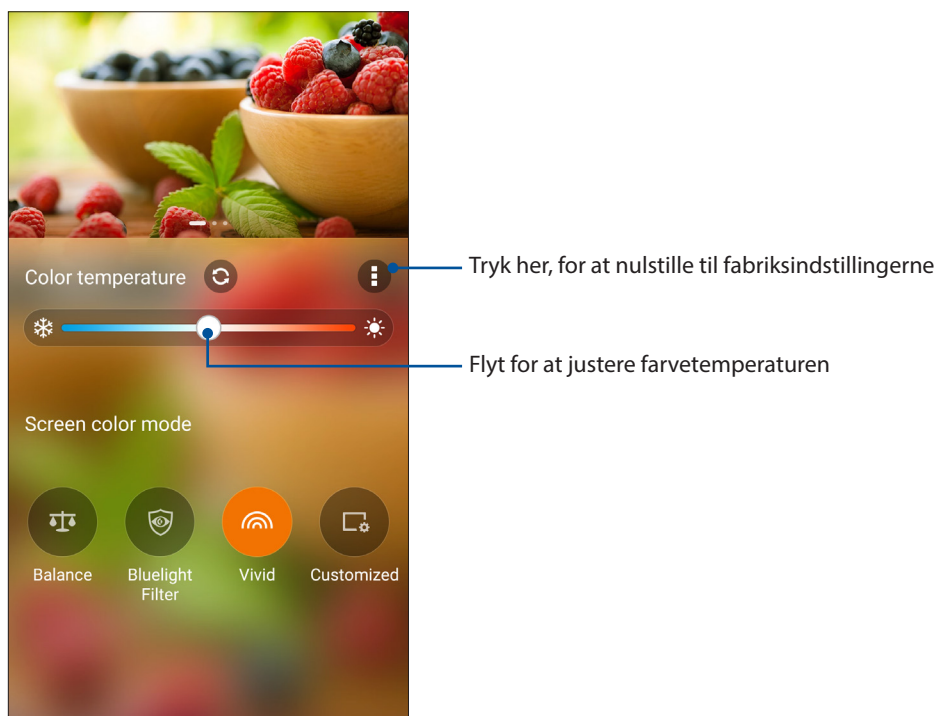 Color temperature
Tryk her, for at nulstille til fabriksindstillingerne
Flyt for at justere farvetemperaturen
Screen color mode
Balance
Bluelight
Filter
Vivid
Customized